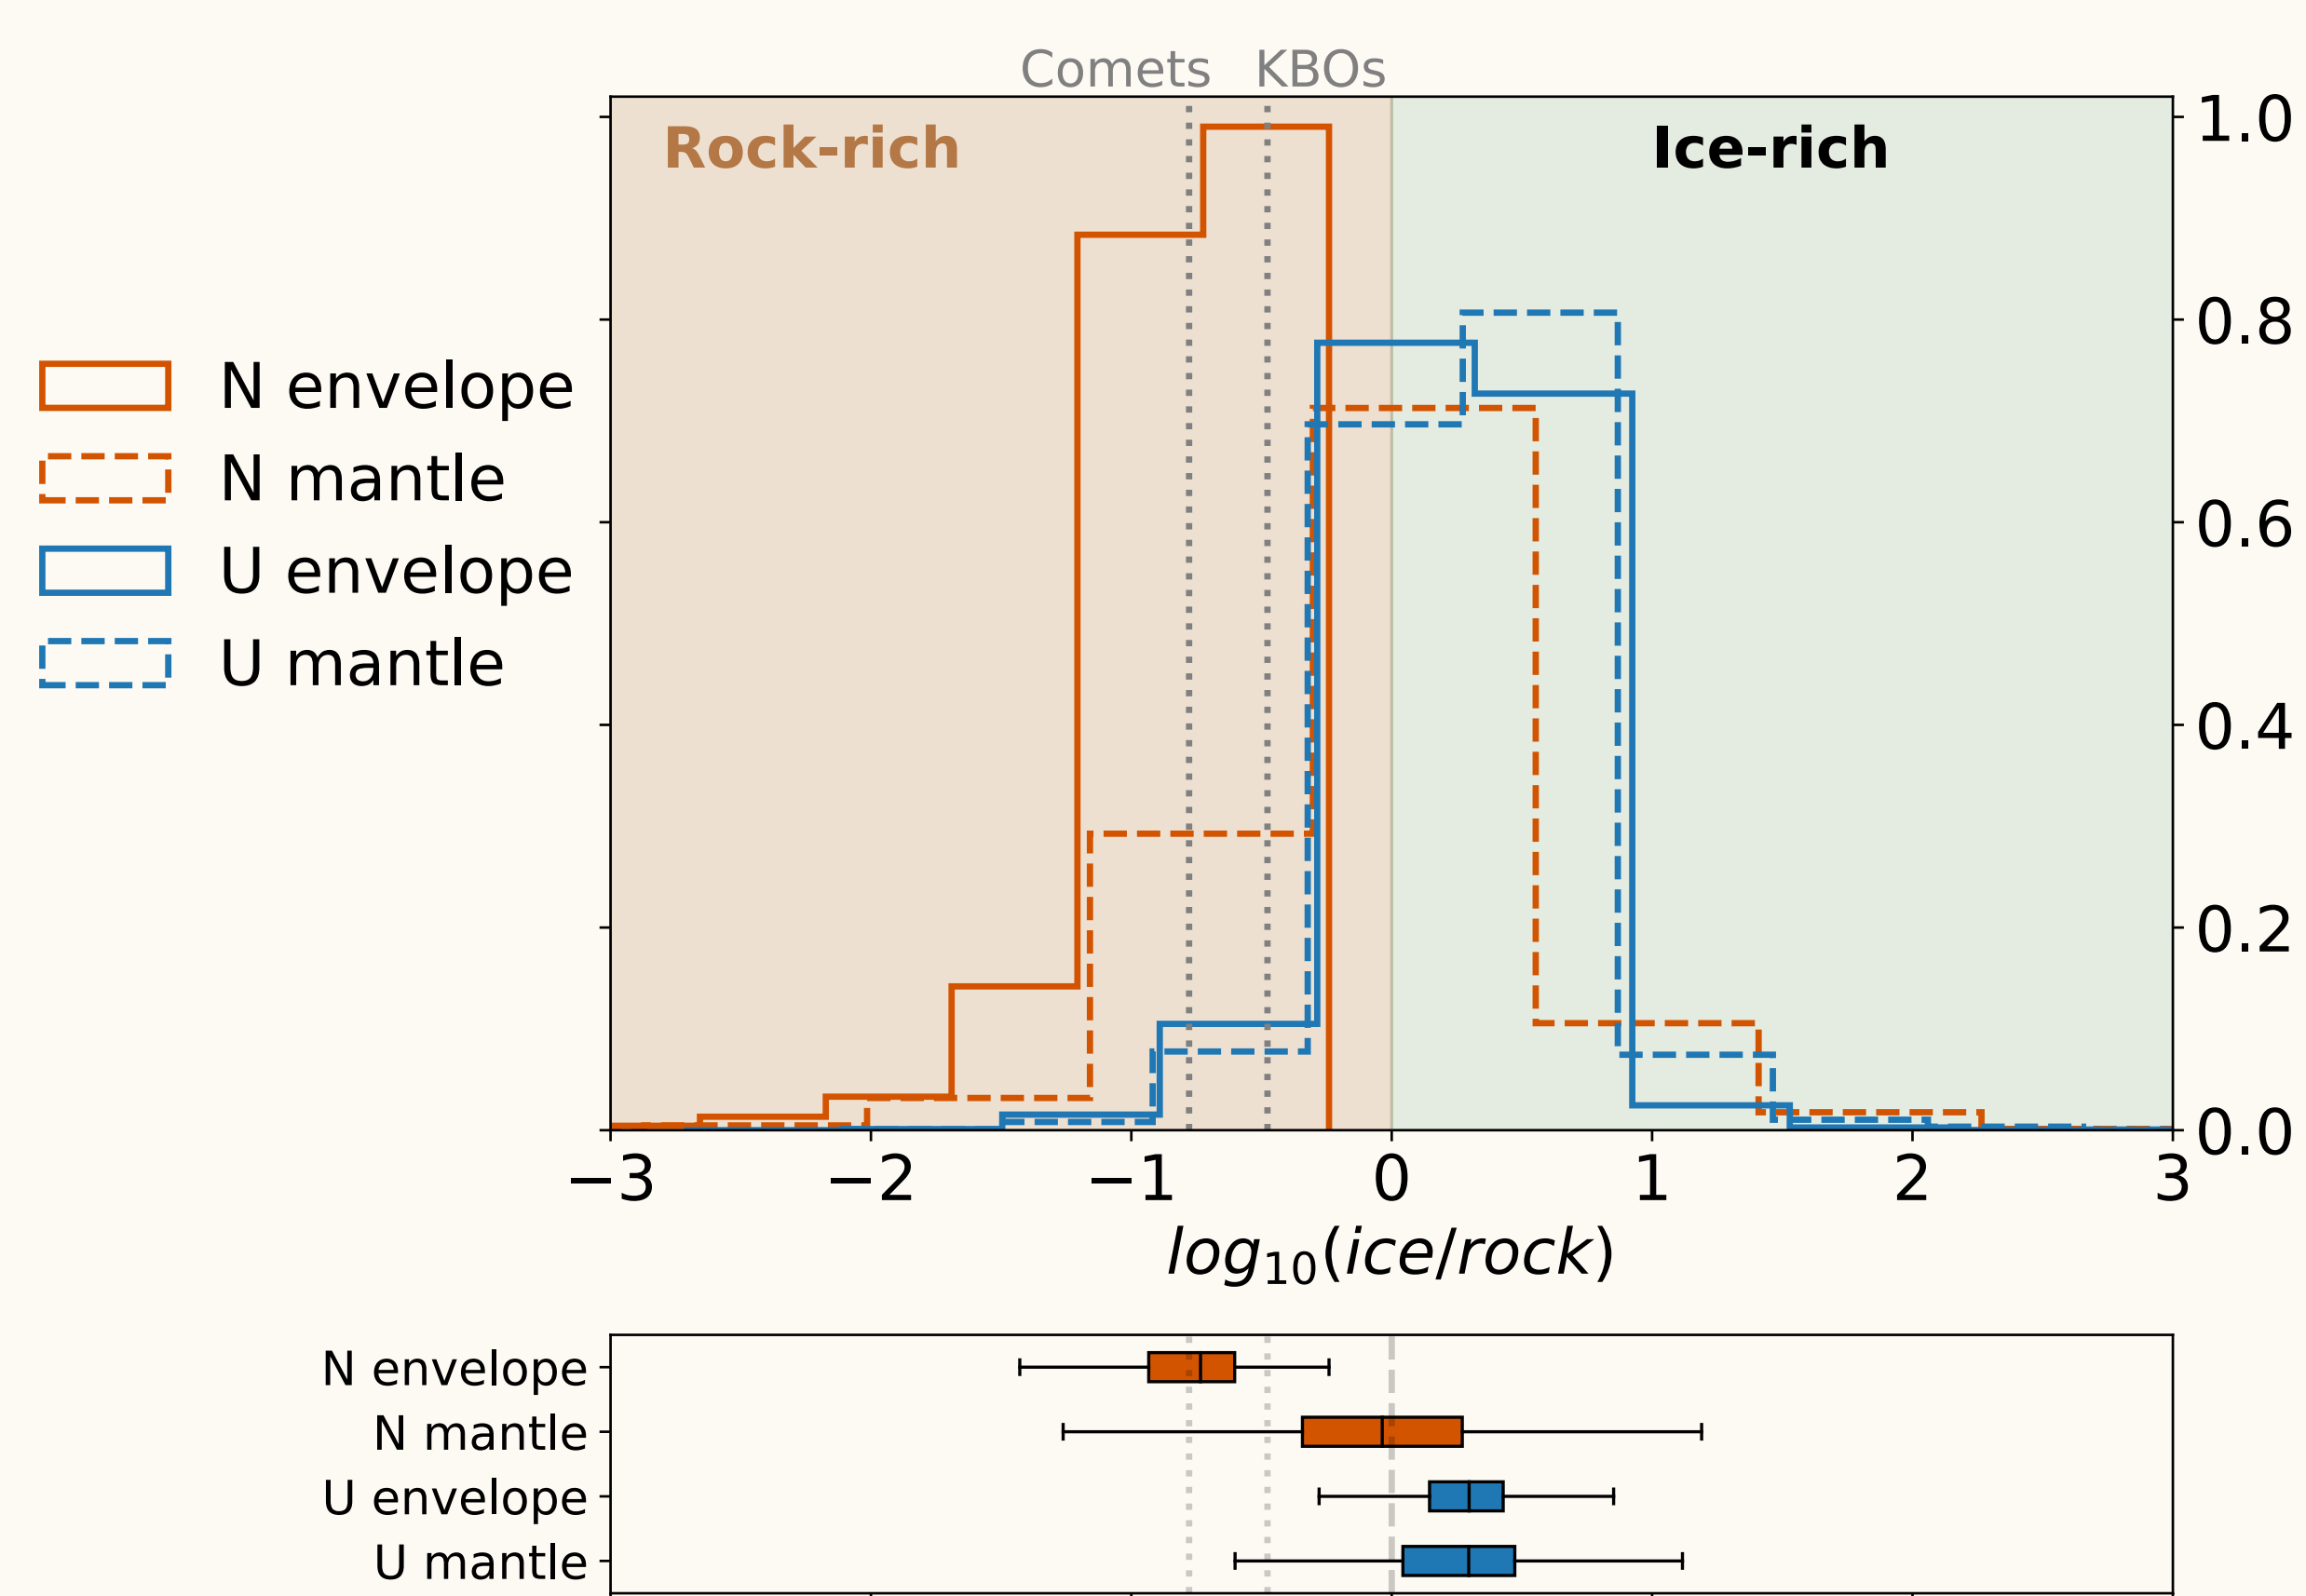 Comets KBOs
Rock-rich
Ice-rich
N envelope
N mantle
U envelope
U mantle
1.0
0.8
0.6
0.4
0.2
0.0
−3 −2 −1 0 1 2 3
log10(ice/rock)
N envelope
N mantle
U envelope
U mantle